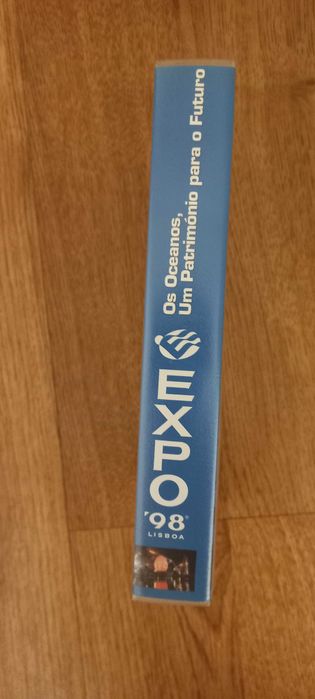 Os Oceanos,
Um Património para o Futuro
EXPO
'98®
LISBOA